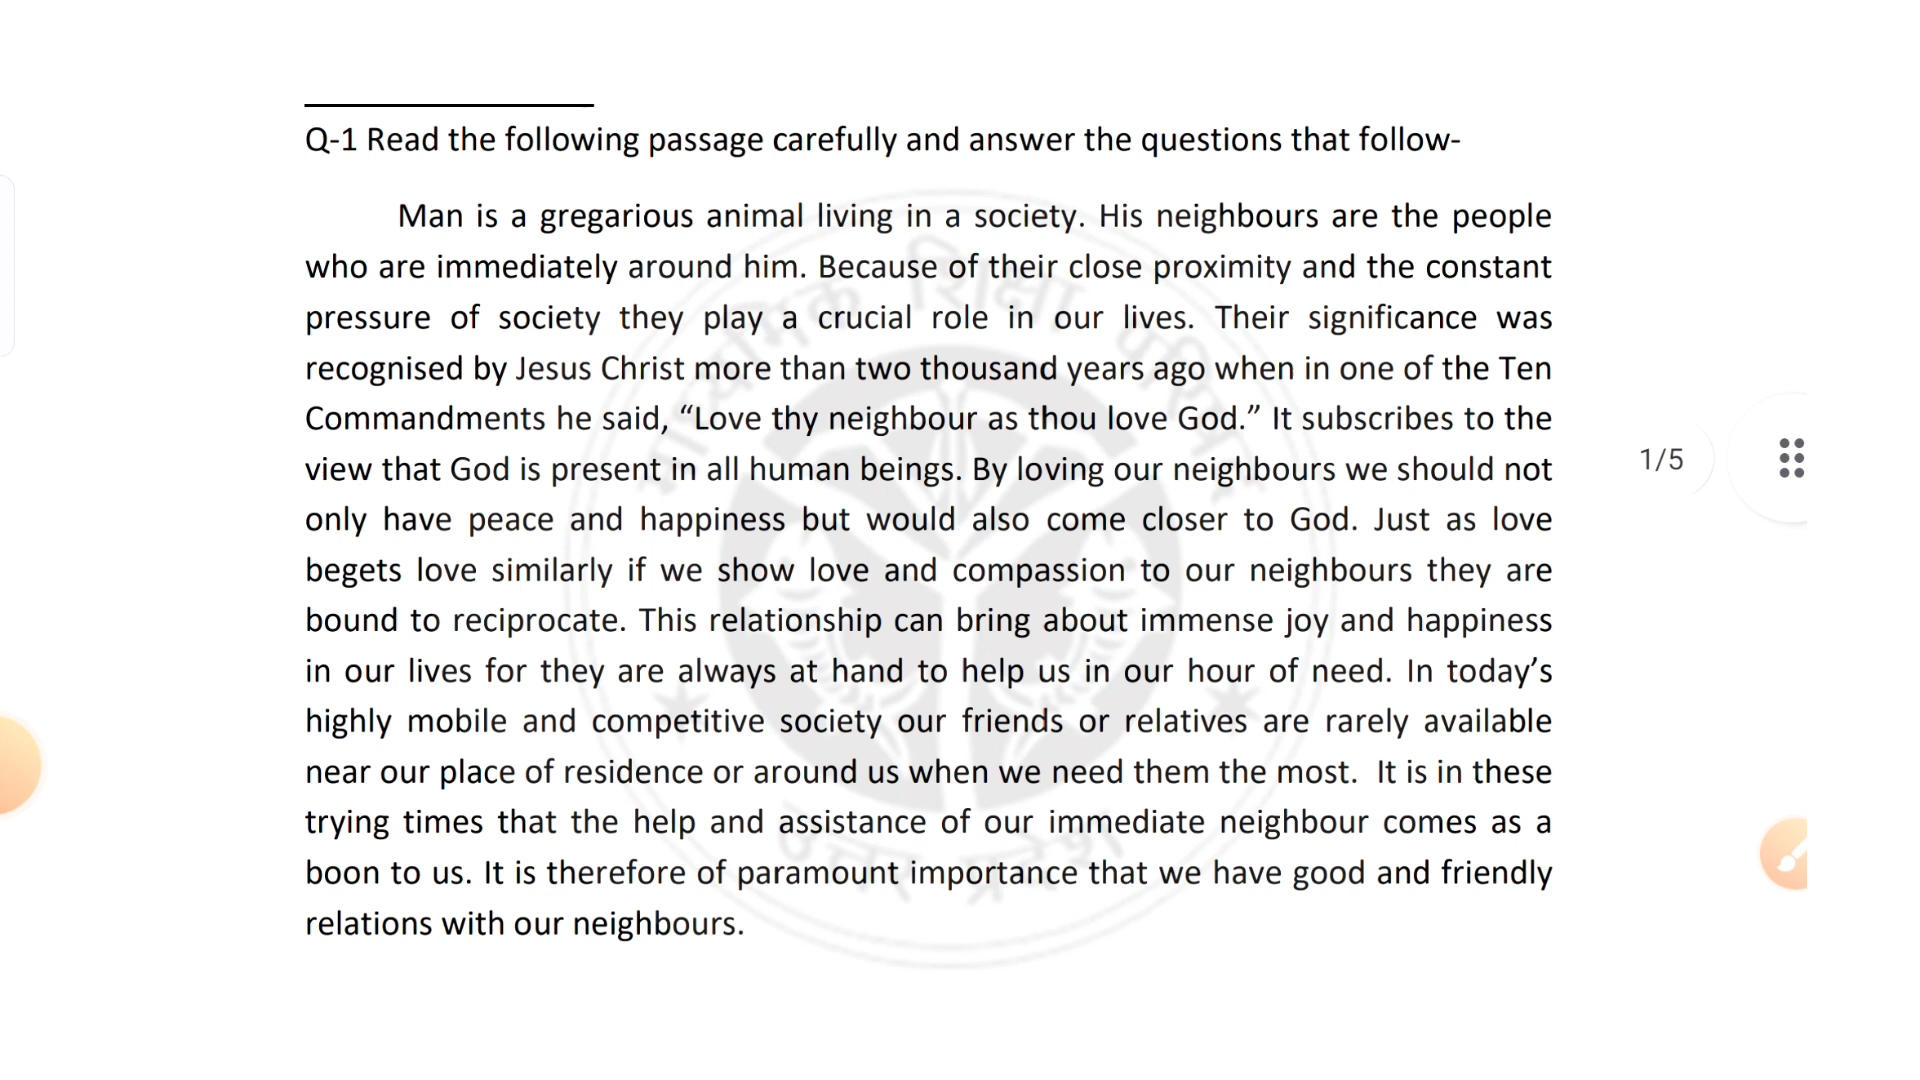 Q-1 Read the following passage carefully and answer the questions that follow-
Man is a gregarious animal living in a society. His neighbours are the people
who are immediately around him. Because of their close proximity and the constant
pressure of society they play a crucial role in our lives. Their significance was
recognised by Jesus Christ more than two thousand years ago when in one of the Ten
Commandments he said, “Love thy neighbour as thou love God.” It subscribes to the
view that God is present in all human beings. By loving our neighbours we should not
only have peace and happiness but would also come closer to God. Just as love
begets love similarly if we show love and compassion to our neighbours they are
bound to reciprocate. This relationship can bring about immense joy and happiness
in our lives for they are always at hand to help us in our hour of need. In today’s
highly mobile and competitive society our friends or relatives are rarely available
near our place of residence or around us when we need them the most. It is in these
trying times that the help and assistance of our immediate neighbour comes as a
boon to us. It is therefore of paramount importance that we have good and friendly
relations with our neighbours.
1/5
माध्यमिक शिक्षा परिषद
उत्तर प्रदेश